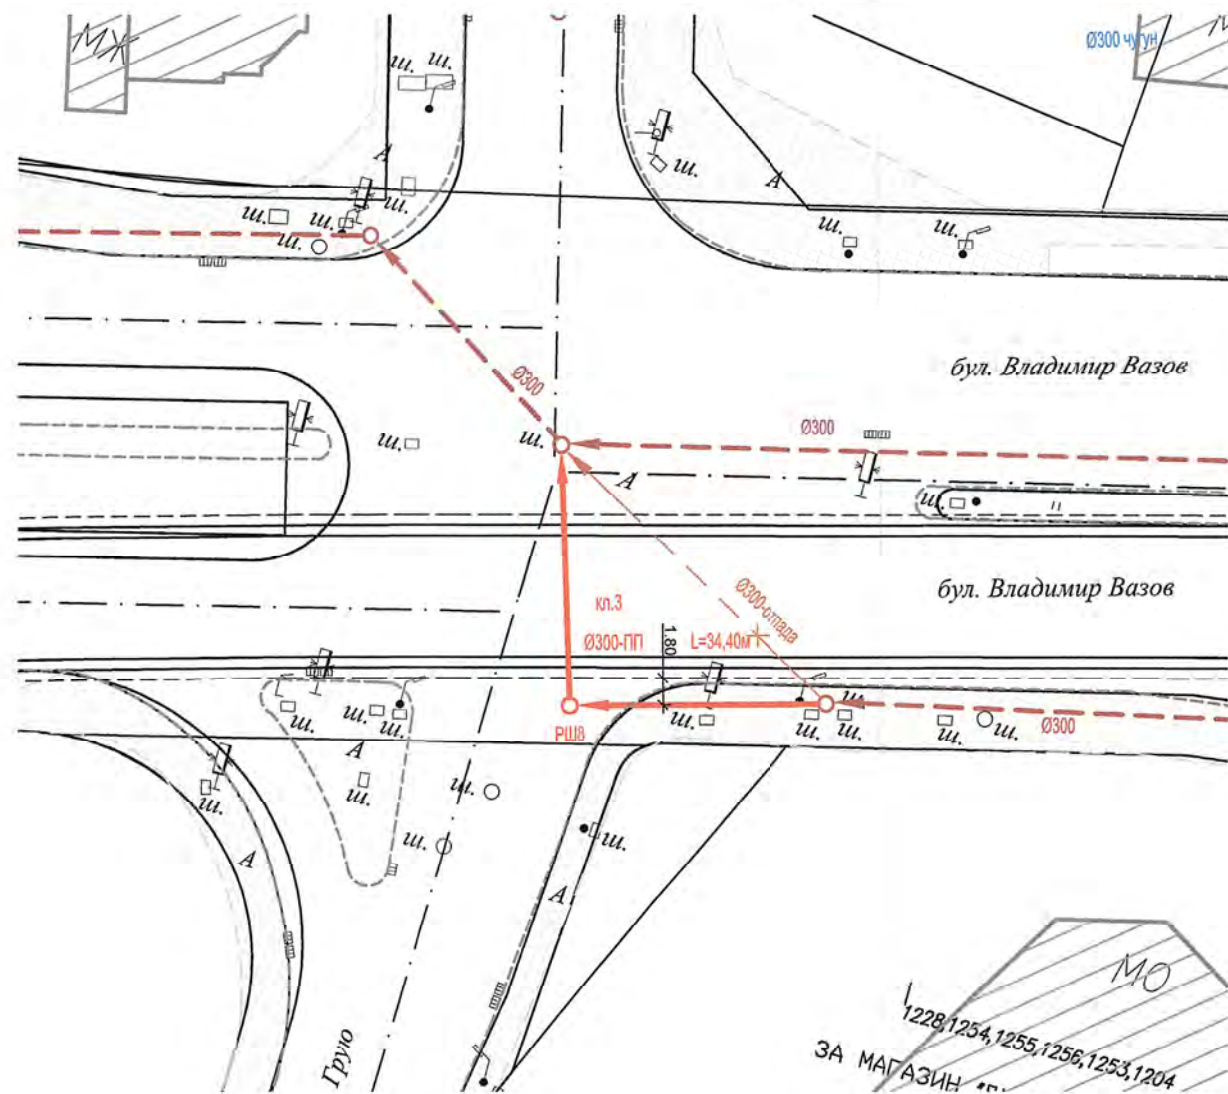 МЖ
ш.
ш.
Ø300 чугун
А
ш.
А
ш.
ш.
ш.
ш.
ш.
ш.
ш.
бул. Владимир Вазов
Ø300
ш.
ш.
Ø300
А
ш.
бул. Владимир Вазов
кл.3
Ø300-ПП L=34,40м
1.80
Ø300-отпада
ш.
ш.
ш.
ш.
ш.
ш.
ш.
ш.
Ø300
РШ8
А
ш.
ш.
ш.
ш.
А
ш.
А
Грую
МО
1228,1254,1255,1256,1253,1204
ЗА МАГАЗИН